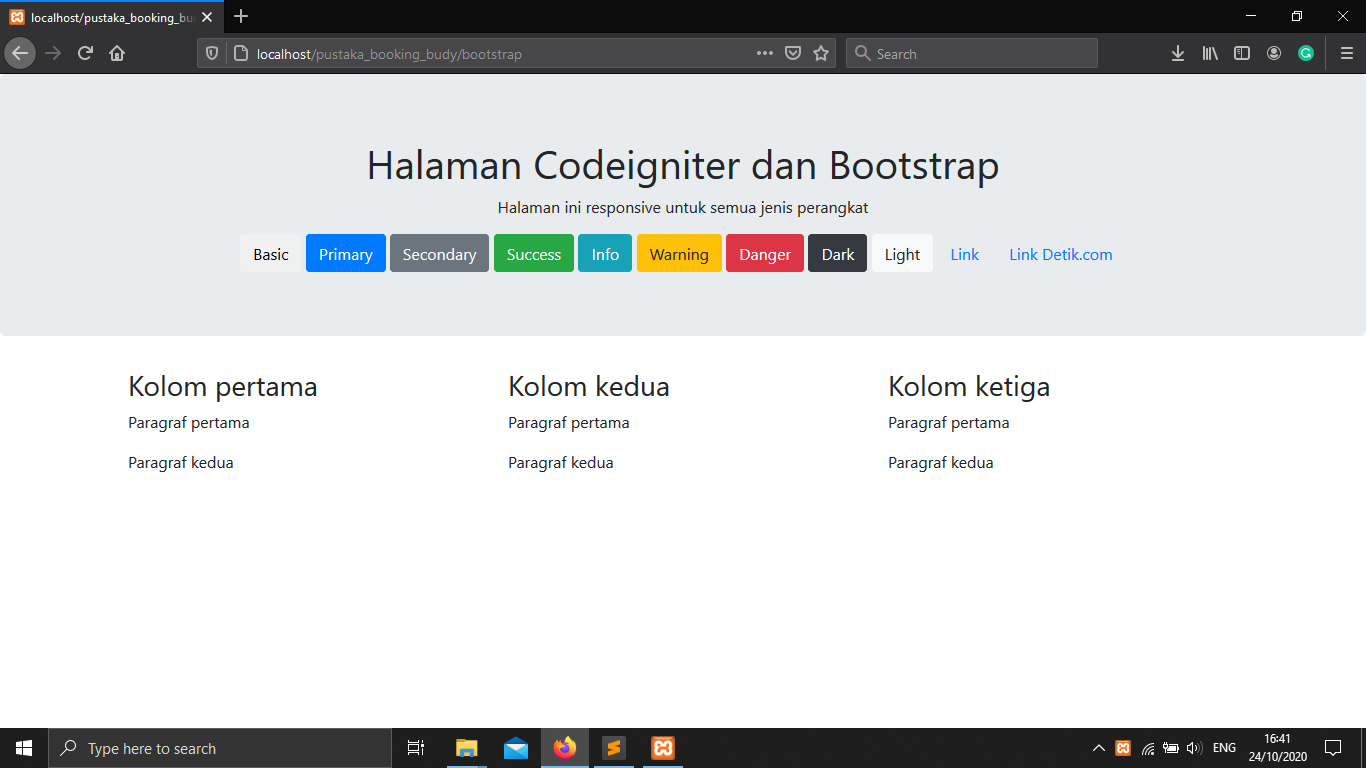 localhost/pustaka_booking_bu
localhost/pustaka_booking_budy/bootstrap
Search
Halaman Codeigniter dan Bootstrap
Halaman ini responsive untuk semua jenis perangkat
Basic Primary Secondary Success Info Warning Danger Dark Light Link Link Detik.com
Kolom pertama Kolom kedua Kolom ketiga
Paragraf pertama Paragraf pertama Paragraf pertama
Paragraf kedua Paragraf kedua Paragraf kedua
Type here to search
ENG
16:41
24/10/2020